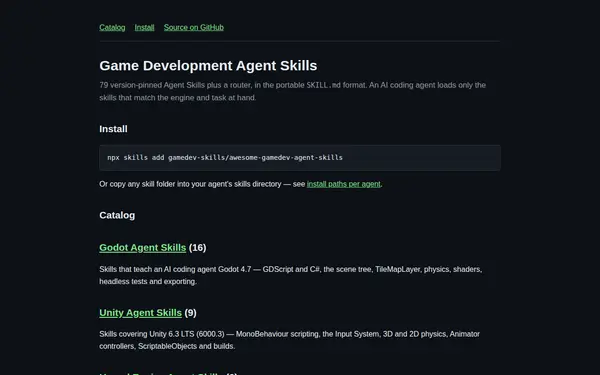 Catalog Install Source on GitHub
Game Development Agent Skills
79 version-pinned Agent Skills plus a router, in the portable SKILL.md format. An AI coding agent loads only the
skills that match the engine and task at hand.
Install
npx skills add gamedev-skills/awesome-gamedev-agent-skills
Or copy any skill folder into your agent's skills directory — see install paths per agent.
Catalog
Godot Agent Skills (16)
Skills that teach an AI coding agent Godot 4.7 — GDScript and C#, the scene tree, TileMapLayer, physics, shaders,
headless tests and exporting.
Unity Agent Skills (9)
Skills covering Unity 6.3 LTS (6000.3) — MonoBehaviour scripting, the Input System, 3D and 2D physics, Animator
controllers, ScriptableObjects and builds.